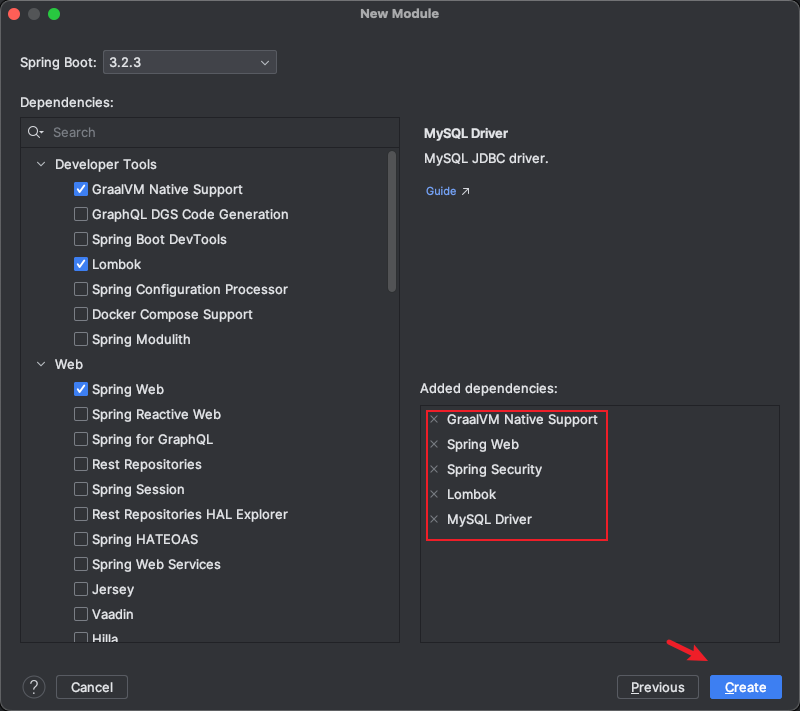 New Module
Spring Boot: 3.2.3
Dependencies:
Search
Developer Tools
GraalVM Native Support
GraphQL DGS Code Generation
Spring Boot DevTools
Lombok
Spring Configuration Processor
Docker Compose Support
Spring Modulith
Web
Spring Web
Spring Reactive Web
Spring for GraphQL
Rest Repositories
Spring Session
Rest Repositories HAL Explorer
Spring HATEOAS
Spring Web Services
Jersey
Vaadin
Hilla
MySQL Driver
MySQL JDBC driver.
Guide ↗
Added dependencies:
× GraalVM Native Support
× Spring Web
× Spring Security
× Lombok
× MySQL Driver
? Cancel Previous Create